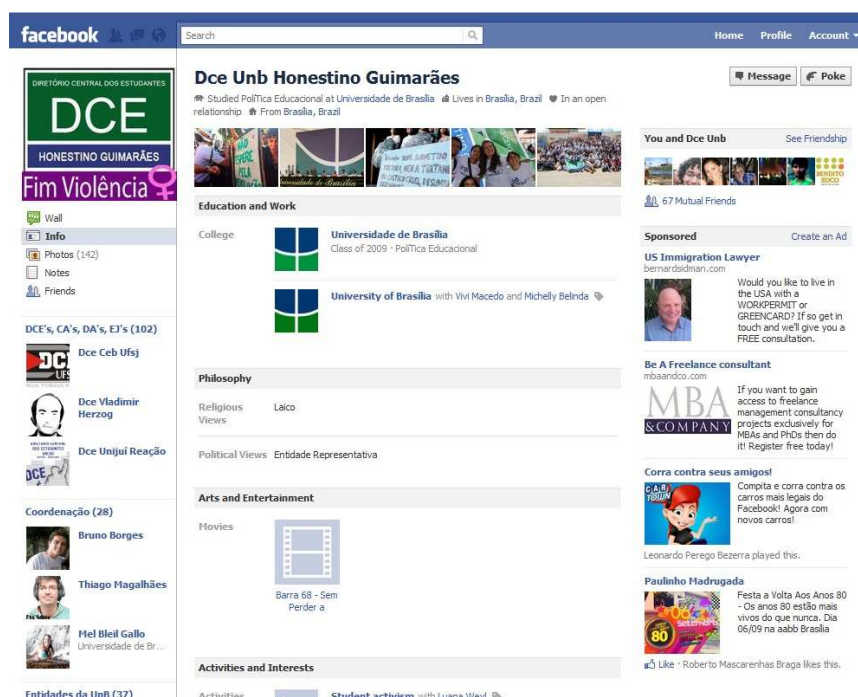 facebook
Search
Home Profile Account
DIRETÓRIO CENTRAL DOS ESTUDANTES
DCE
HONESTINO GUIMARÃES
Fim Violência
Wall
Info
Photos (142)
Notes
Friends
DCE's, CA's, DA's, EJ's (102)
Dce Ceb Ufsj
Dce Vladimir
Herzog
Dce Unijuí Reação
Coordenação (28)
Bruno Borges
Thiago Magalhães
Mel Bleil Gallo
Universidade de Br...
Entidades da UnB (37)
Dce Unb Honestino Guimarães
Studied PolíTica Educacional at Universidade de Brasília Lives in Brasília, Brazil In an open
relationship From Brasília, Brazil
Education and Work
College
Universidade de Brasília
Class of 2009 · PolíTica Educacional
University of Brasília with Vivi Macedo and Michelly Belinda
Philosophy
Religious
Views
Laico
Political Views Entidade Representativa
Arts and Entertainment
Movies
Barra 68 - Sem
Perder a
Activities and Interests
Activities
Student activism with Luana Weyl
Message
Poke
You and Dce Unb
See Friendship
BENDITO
SUCO
67 Mutual Friends
Sponsored
Create an Ad
US Immigration Lawyer
bernardsidman.com
Would you like to live in
the USA with a
WORKPERMIT or
GREENCARD? If so get in
touch and we'll give you a
FREE consultation.
Be A Freelance consultant
mbaandco.com
MBA
& COMPANY
If you want to gain
access to freelance
management consultancy
projects exclusively for
MBAs and PhDs then do
it! Register free today!
Corra contra seus amigos!
CAR
TOWN
Compita e corra contra os
carros mais legais do
Facebook! Agora com
novos carros!
Leonardo Perego Bezerra played this.
Paulinho Madrugada
Festa a Volta Aos Anos 80
- Os anos 80 estão mais
vivos do que nunca. Dia
06/09 na aabb Brasília
Like · Roberto Mascarenhas Braga likes this.